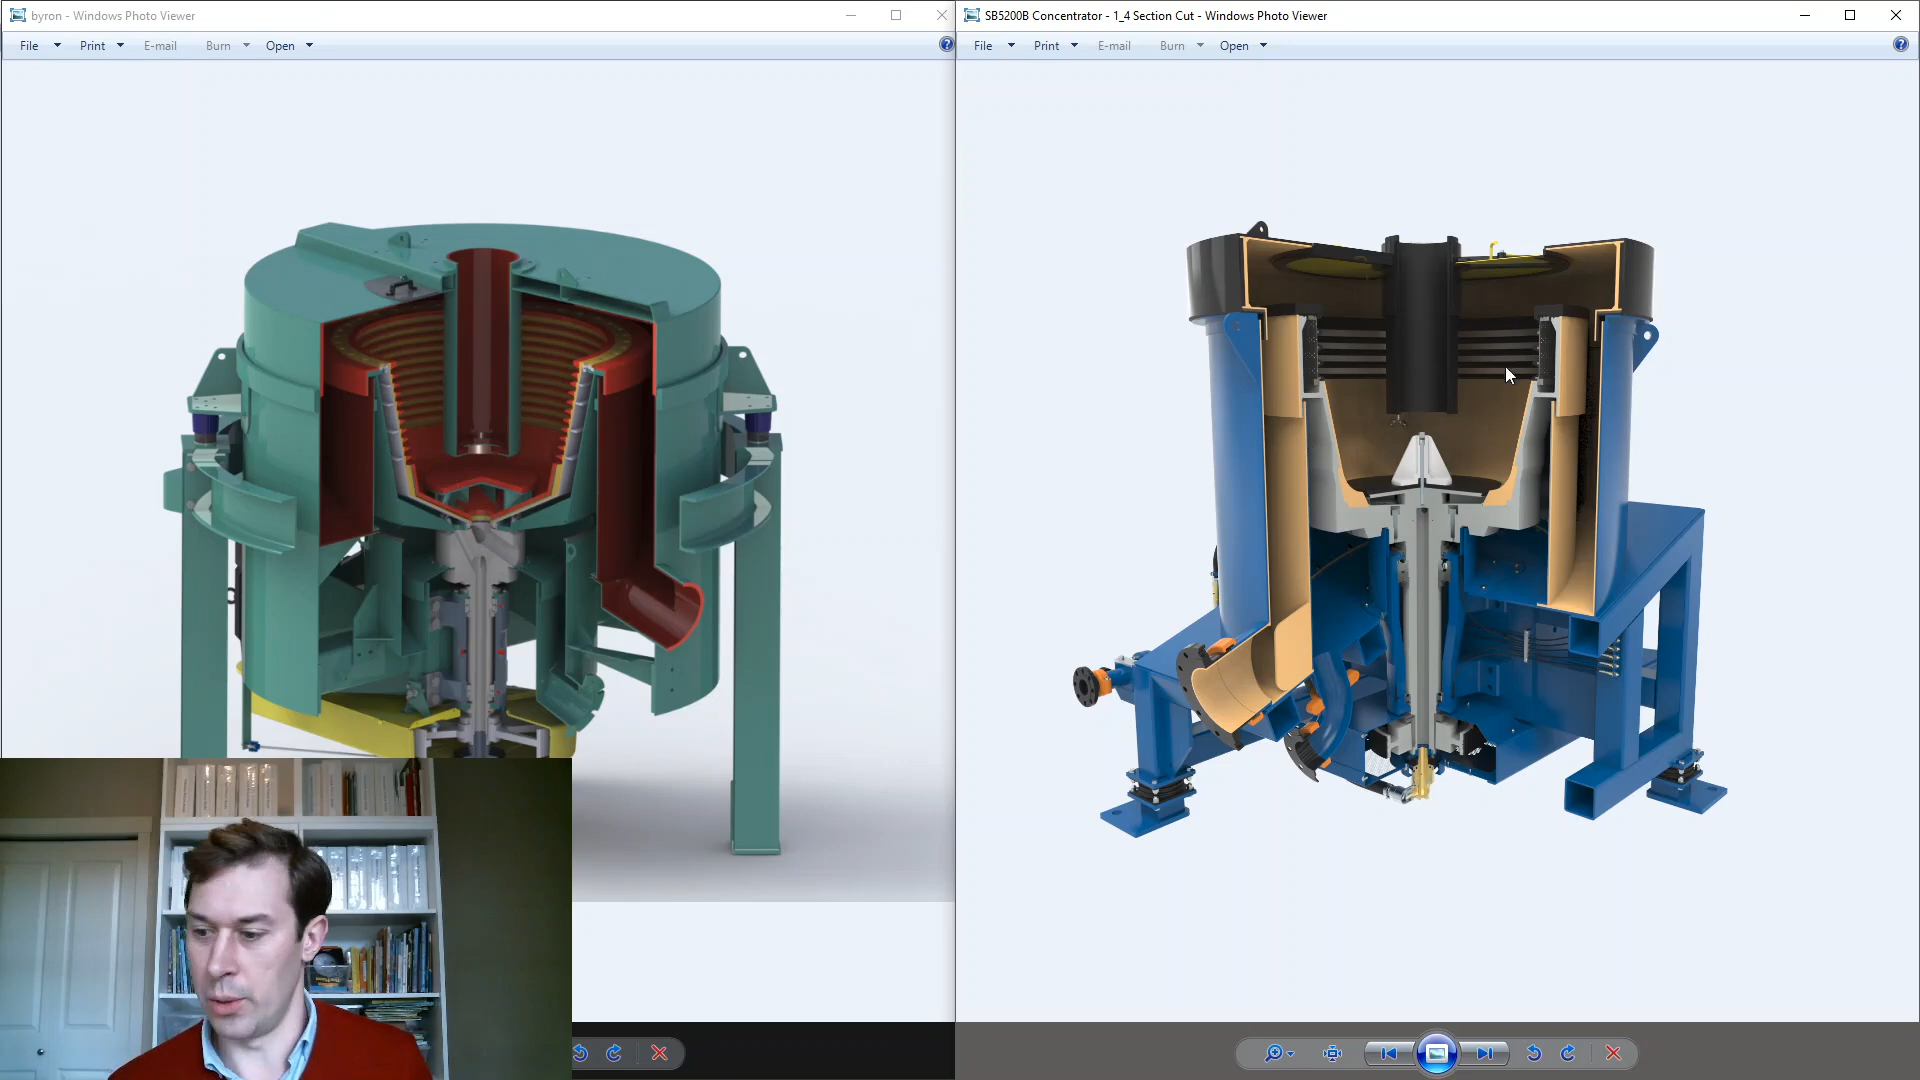 byron - Windows Photo Viewer
File Print E-mail Burn Open
SB5200B Concentrator - 1_4 Section Cut - Windows Photo Viewer
File Print E-mail Burn Open